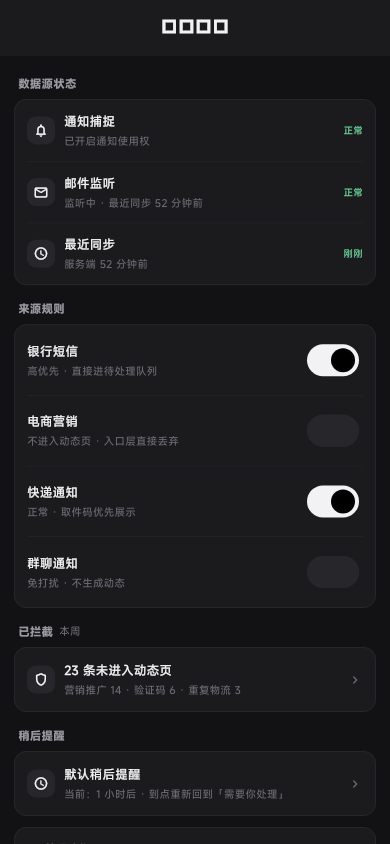 数据源状态
通知捕捉
已开启通知使用权
正常
邮件监听
监听中 · 最近同步 52 分钟前
正常
最近同步
服务端 52 分钟前
刚刚
来源规则
银行短信
高优先 · 直接进待处理队列
电商营销
不进入动态页 · 入口层直接丢弃
快递通知
正常 · 取件码优先展示
群聊通知
免打扰 · 不生成动态
已拦截 本周
23 条未进入动态页
营销推广 14 · 验证码 6 · 重复物流 3
稍后提醒
默认稍后提醒
当前：1 小时后 · 到点重新回到「需要你处理」